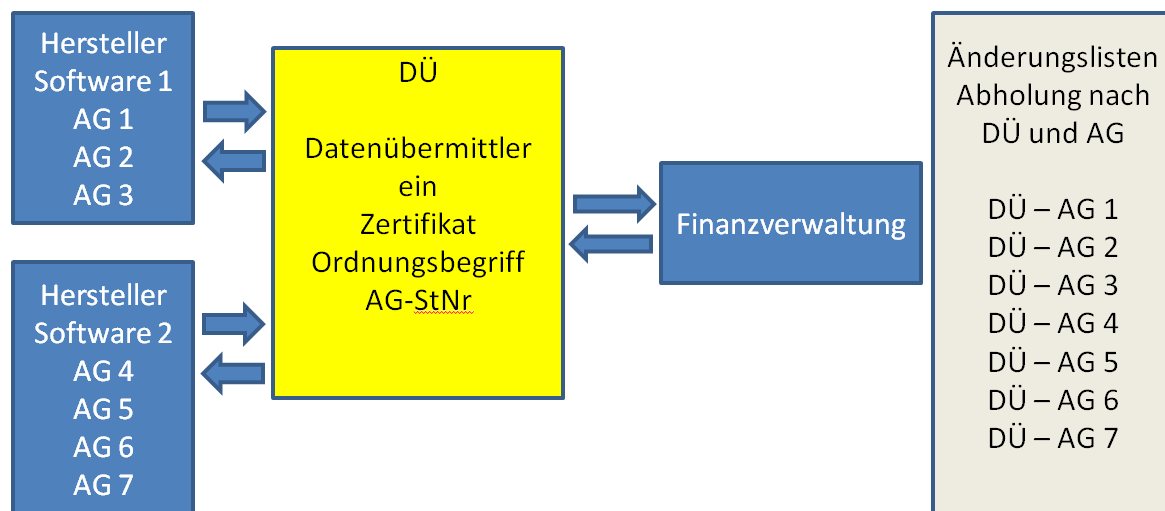 Hersteller
Software 1
AG 1
AG 2
AG 3
Hersteller
Software 2
AG 4
AG 5
AG 6
AG 7
DÜ
Datenübermittler
ein
Zertifikat
Ordnungsbegriff
AG-StNr
Finanzverwaltung
Änderungslisten
Abholung nach
DÜ und AG
DÜ – AG 1
DÜ – AG 2
DÜ – AG 3
DÜ – AG 4
DÜ – AG 5
DÜ – AG 6
DÜ – AG 7